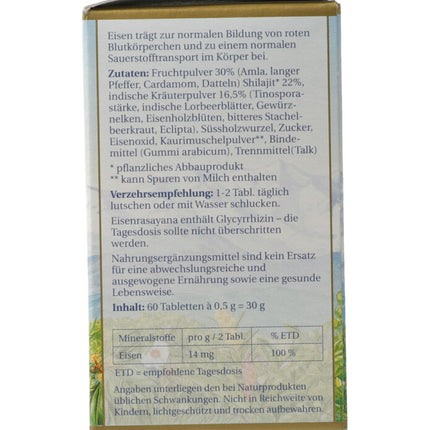 Eisen trägt zur normalen Bildung von roten
Blutkörperchen und zu einem normalen
Sauerstofftransport im Körper bei.
Zutaten: Fruchtpulver 30% (Amla, langer
Pfeffer, Cardamom, Datteln) Shilajit* 22%,
indische Kräuterpulver 16,5% (Tinospora-
stärke, indische Lorbeerblätter, Gewürz-
nelken, Eisenholzblüten, bitteres Stachel-
beerkraut, Eclipta), Süssholzwurzel, Zucker,
Eisenoxid, Kaurimuschelpulver**, Binde-
mittel (Gummi arabicum), Trennmittel(Talk)
* pflanzliches Abbauprodukt
** kann Spuren von Milch enthalten
Verzehrsempfehlung: 1-2 Tabl. täglich
lutschen oder mit Wasser schlucken.
Eisenrasayana enthält Glycyrrhizin – die
Tagesdosis sollte nicht überschritten
werden.
Nahrungsergänzungsmittel sind kein Ersatz
für eine abwechslungsreiche und
ausgewogene Ernährung sowie eine gesunde
Lebensweise.
Inhalt: 60 Tabletten à 0,5 g = 30 g
Mineralstoffe pro g / 2 Tabl. % ETD
Eisen 14 mg 100 %
ETD = empfohlene Tagesdosis
Angaben unterliegen den bei Naturprodukten
üblichen Schwankungen. Nicht in Reichweite von
Kindern, lichtgeschützt und trocken aufbewahren.